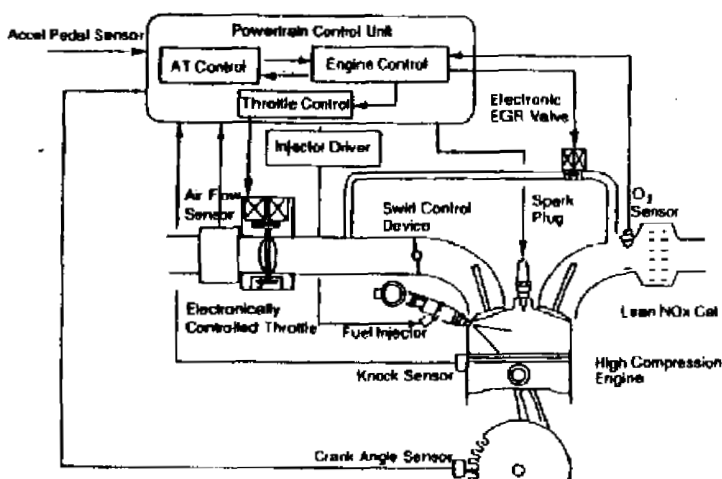 Powertrain Control Unit
Accel Pedal Sensor
AT Control
Engine Control
Throttle Control
Injector Driver
Electronic
EGR Valve
Air Flow
Sensor
Swirl Control
Device
Spark
Plug
O₂
Sensor
Electronically
Controlled Throttle
Fuel Injector
Lean NOx Cat
Knock Sensor
High Compression
Engine
Crank Angle Sensor